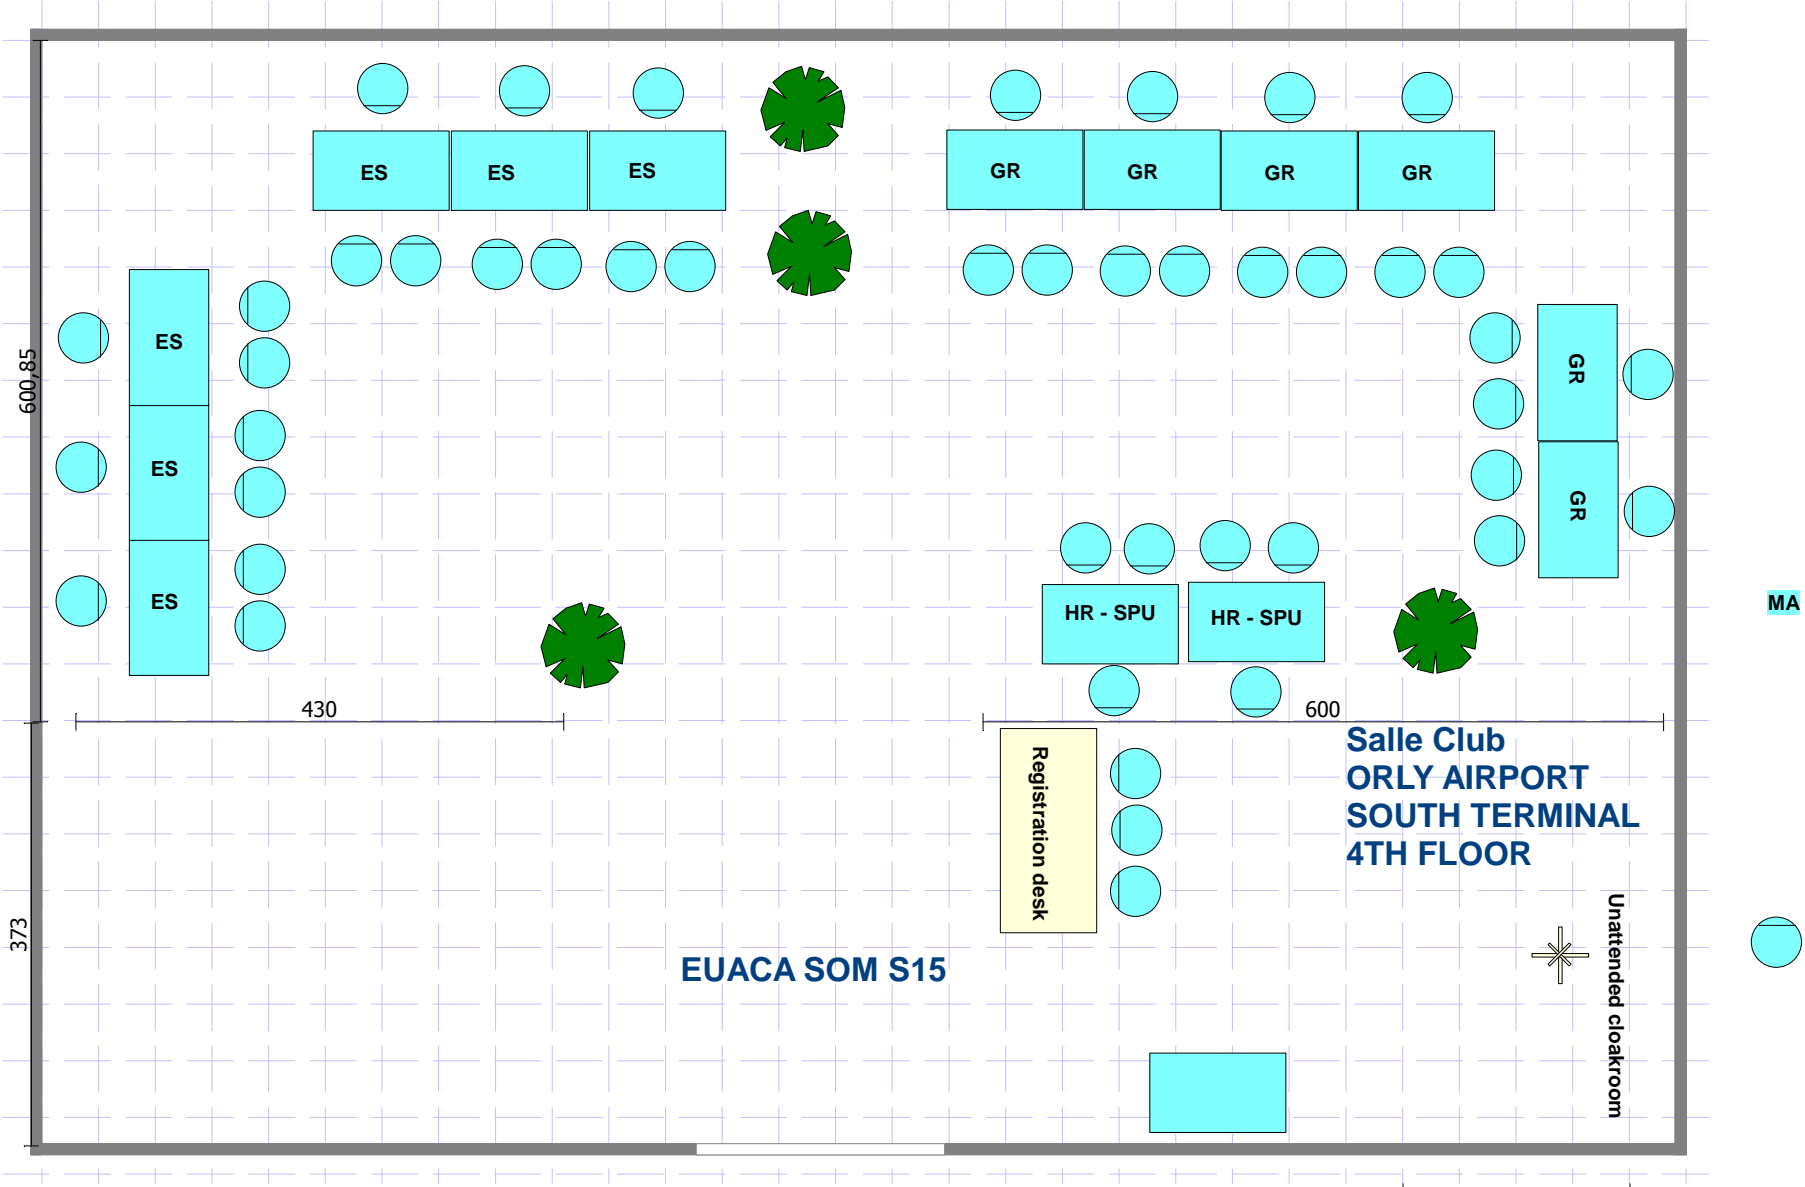 ES
ES
ES
GR
GR
GR
GR
ES
ES
ES
600,85
GR
GR
HR - SPU
HR - SPU
MA
430
600
Registration desk
Salle Club
ORLY AIRPORT
SOUTH TERMINAL
4TH FLOOR
373
EUACA SOM S15
Unattended cloakroom